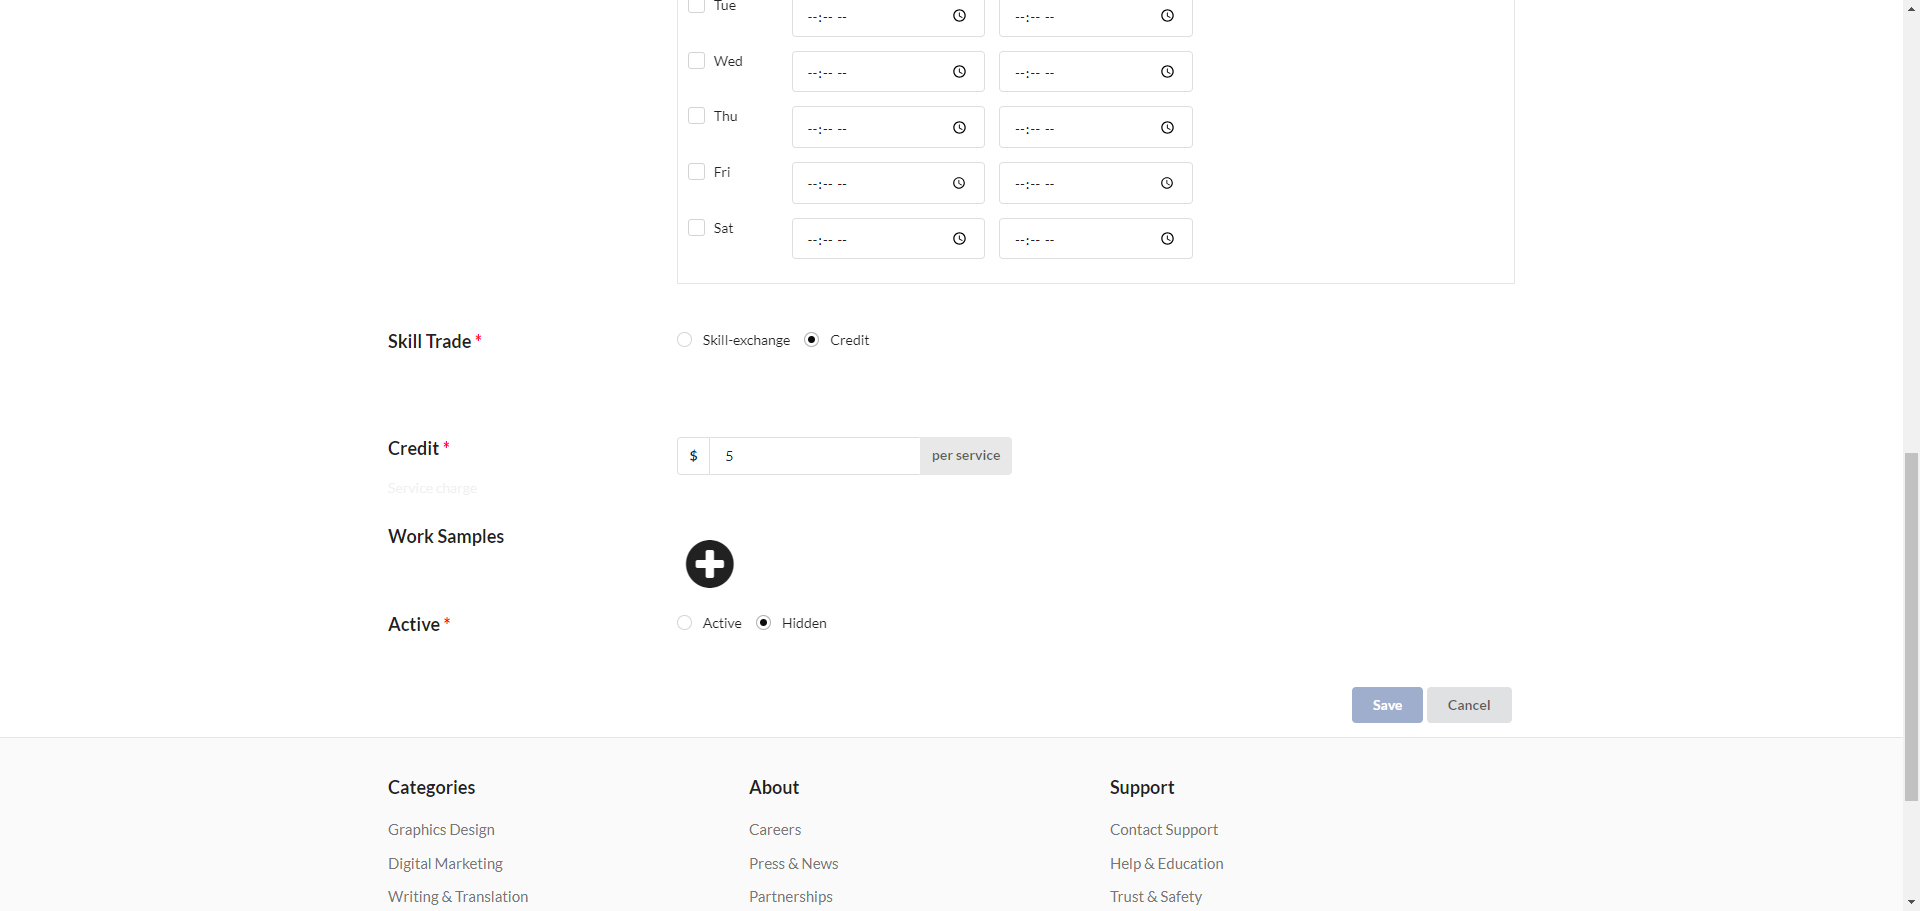 Tue --:-- -- --:-- --
Wed --:-- -- --:-- --
Thu --:-- -- --:-- --
Fri --:-- -- --:-- --
Sat --:-- -- --:-- --
Skill Trade * Skill-exchange Credit
Credit * $ 5 per service
Service charge
Work Samples
Active * Active Hidden
Save Cancel
Categories About Support
Graphics Design Careers Contact Support
Digital Marketing Press & News Help & Education
Writing & Translation Partnerships Trust & Safety